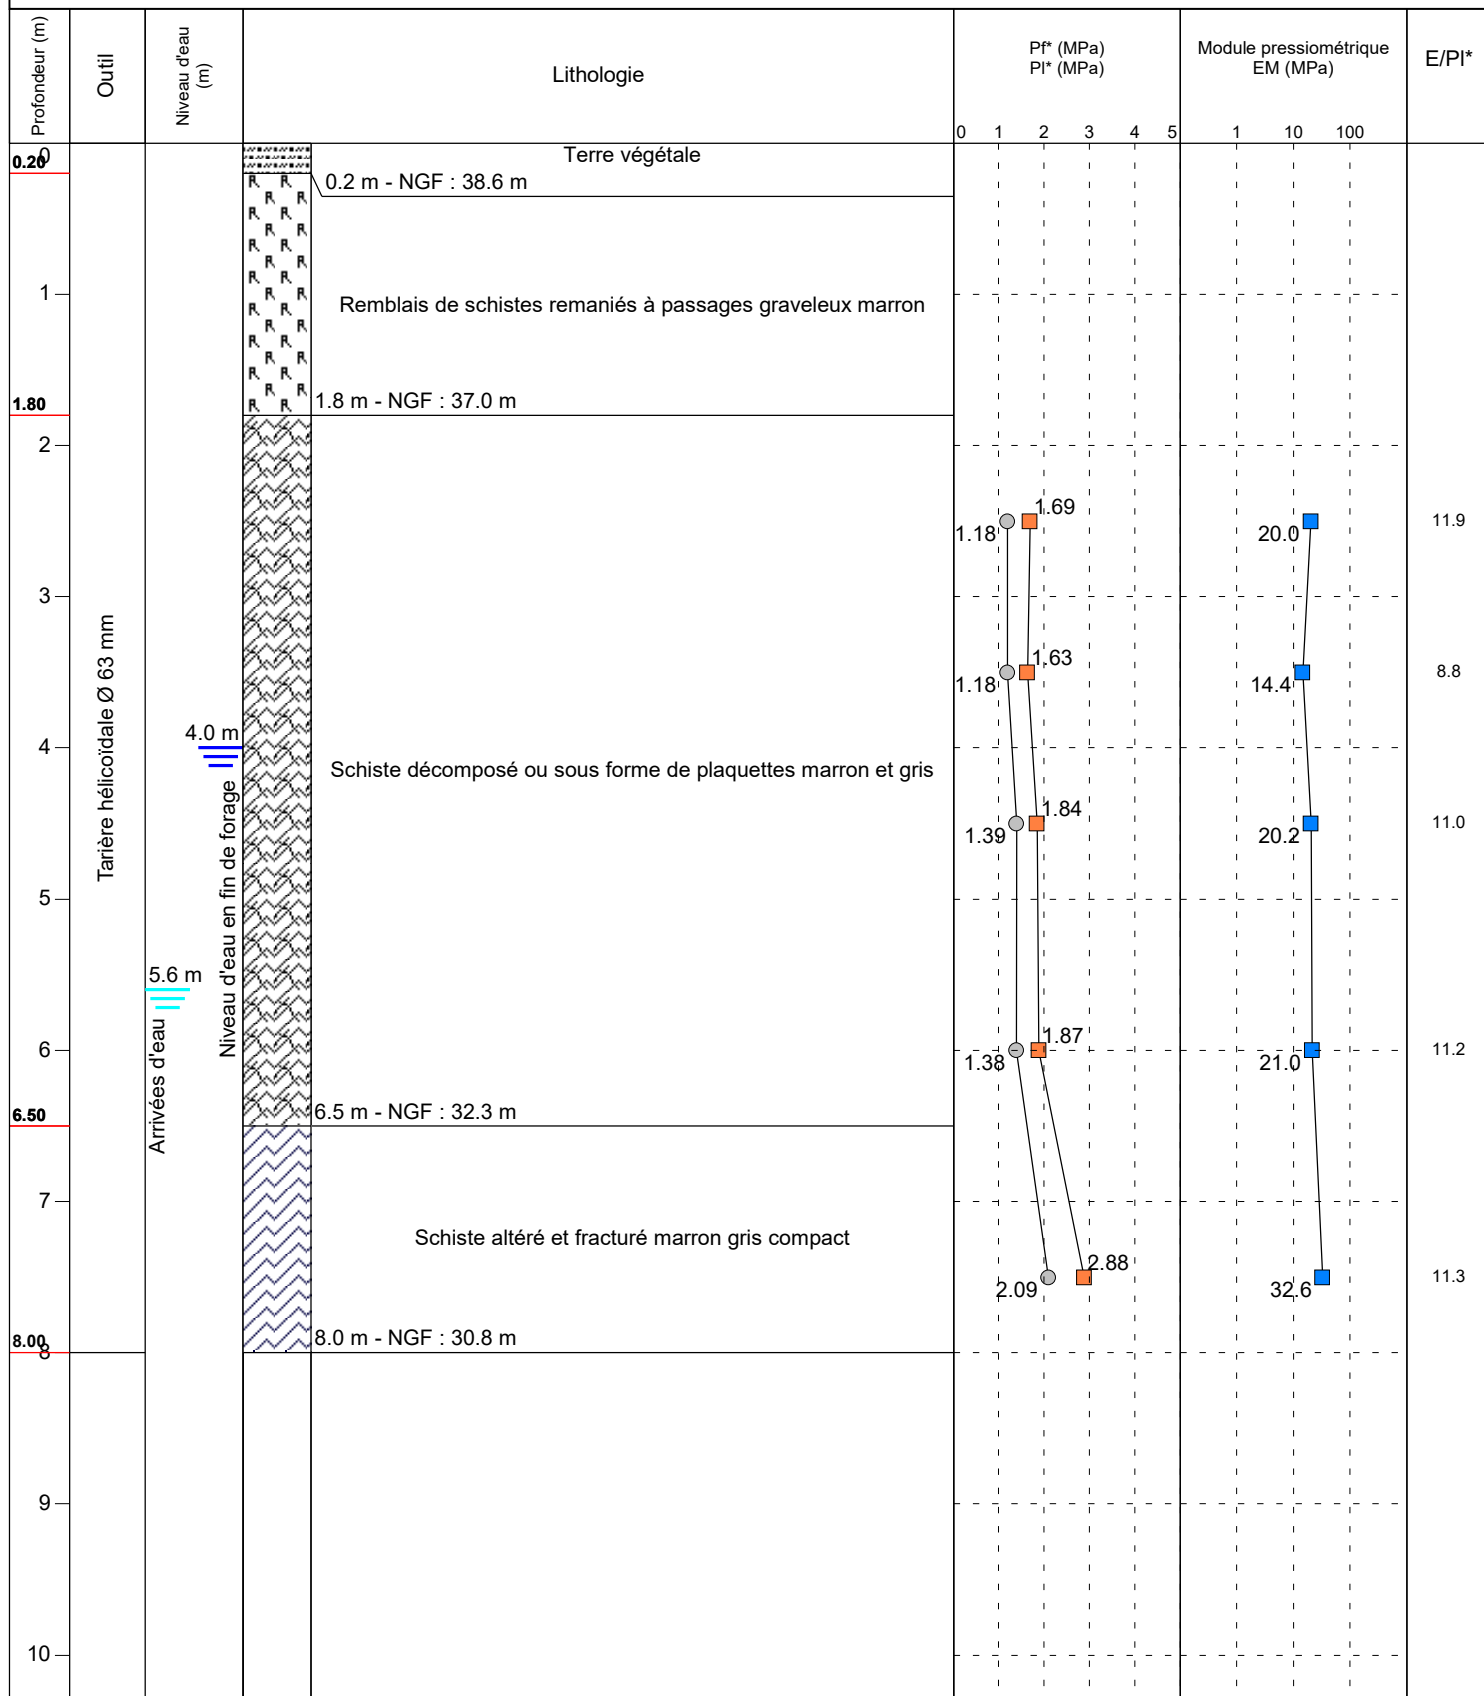 Profondeur (m)
Outil
Niveau d'eau
(m)
Lithologie
Pf* (MPa)
Pl* (MPa)
0 1 2 3 4 5
Module pressiométrique
EM (MPa)
1 10 100
E/Pl*
0
0.20
Terre végétale
0.2 m - NGF : 38.6 m
1
Remblais de schistes remaniés à passages graveleux marron
1.80
1.8 m - NGF : 37.0 m
2
1.69
1.18
20.0
11.9
3
Tarière hélicoïdale Ø 63 mm
1.63
1.18
14.4
8.8
4.0 m
4
Niveau d'eau en fin de forage
Schiste décomposé ou sous forme de plaquettes marron et gris
1.84
1.39
20.2
11.0
5
5.6 m
Arrivées d'eau
6
1.87
1.38
21.0
11.2
6.50
6.5 m - NGF : 32.3 m
7
Schiste altéré et fracturé marron gris compact
2.88
2.09
32.6
11.3
8.00
8
8.0 m - NGF : 30.8 m
9
10